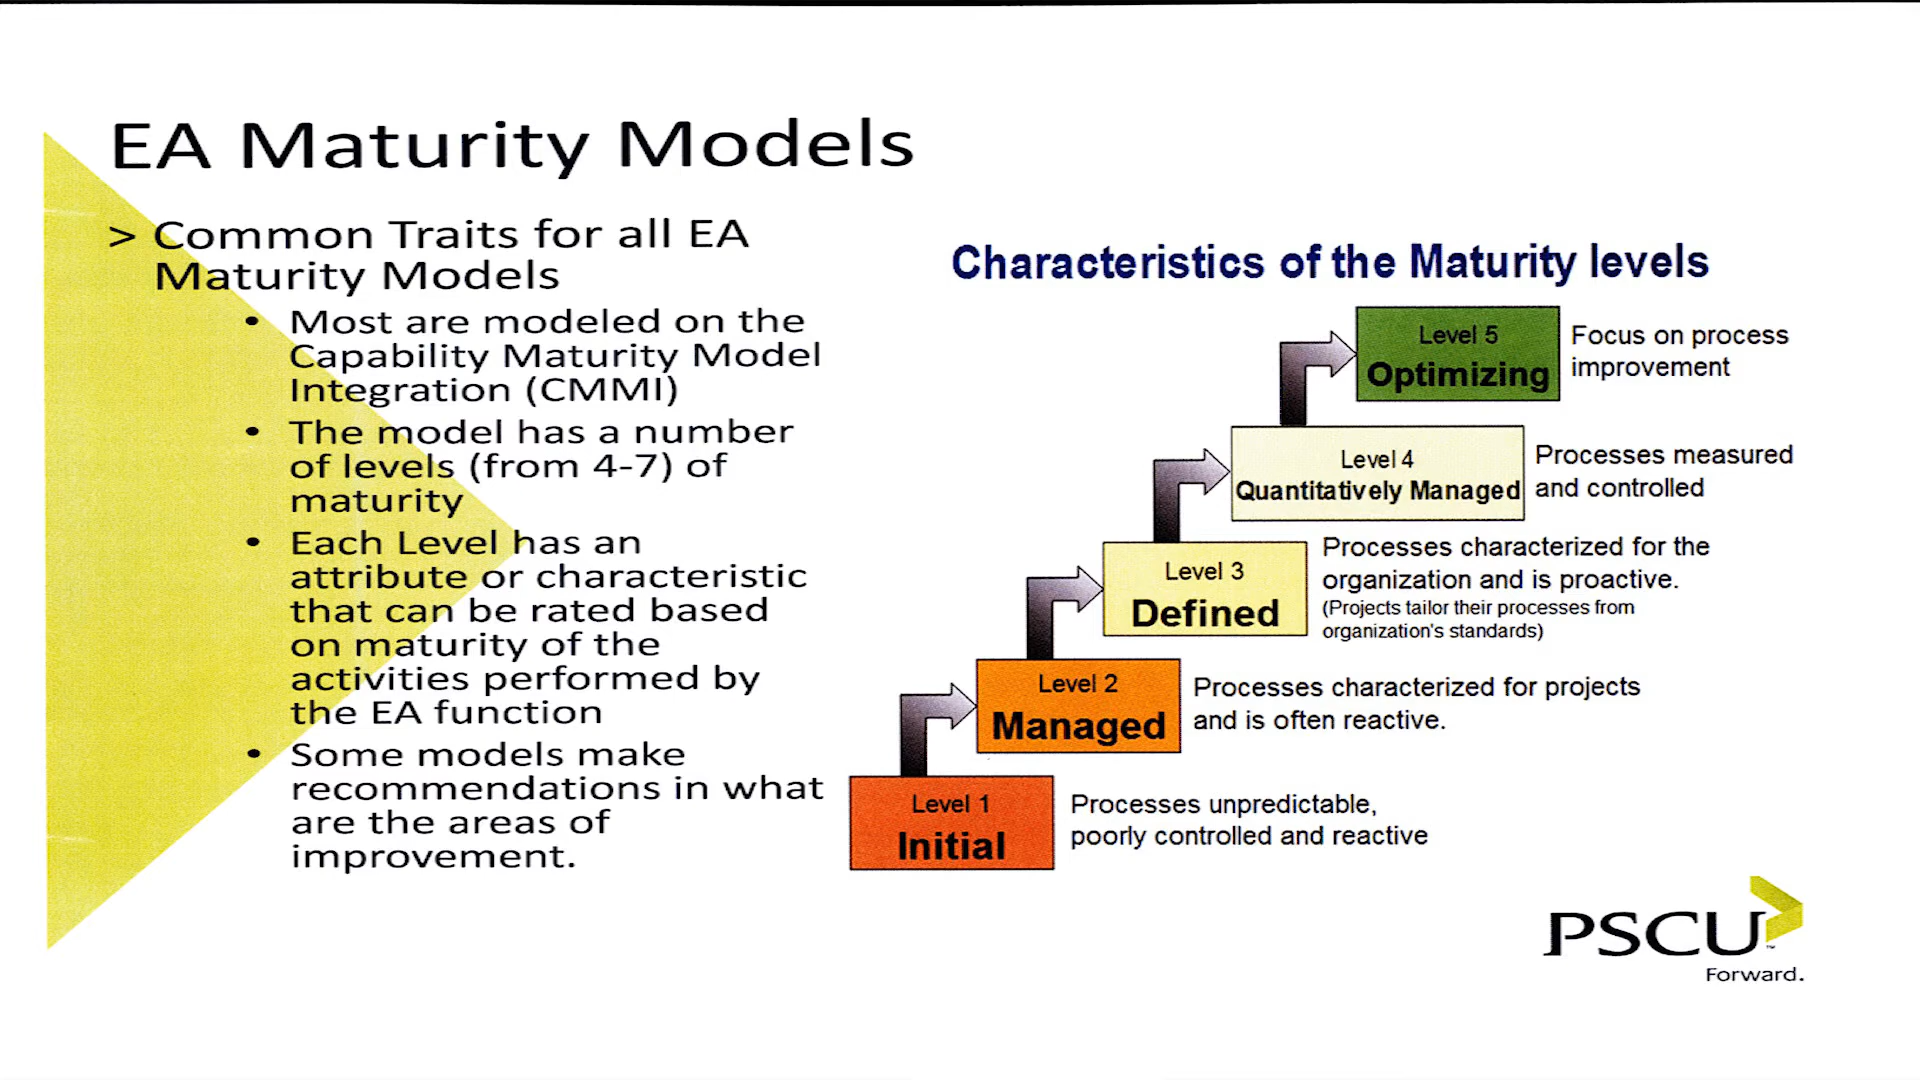 EA Maturity Models
> Common Traits for all EA
Maturity Models
• Most are modeled on the
Capability Maturity Model
Integration (CMMI)
• The model has a number
of levels (from 4-7) of
maturity
• Each Level has an
attribute or characteristic
that can be rated based
on maturity of the
activities performed by
the EA function
• Some models make
recommendations in what
are the areas of
improvement.
Characteristics of the Maturity levels
Level 5
Optimizing
Focus on process
improvement
Level 4
Quantitatively Managed
Processes measured
and controlled
Level 3
Defined
Processes characterized for the
organization and is proactive.
(Projects tailor their processes from
organization's standards)
Level 2
Managed
Processes characterized for projects
and is often reactive.
Level 1
Initial
Processes unpredictable,
poorly controlled and reactive
PSCU™
Forward.